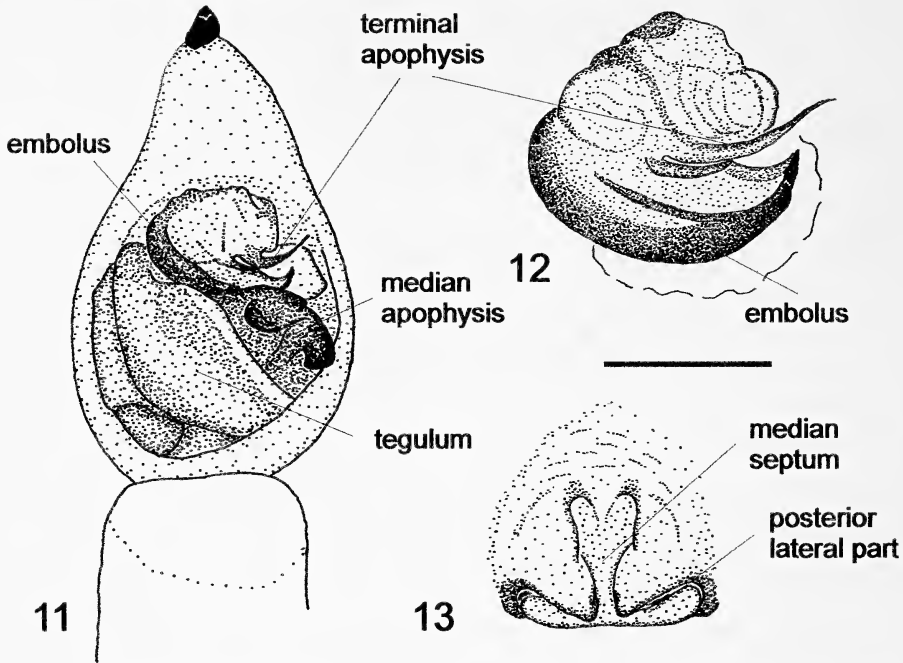 terminal
apophysis
embolus
12
median
apophysis
embolus
tegulum
median
septum
posterior
lateral part
11
13